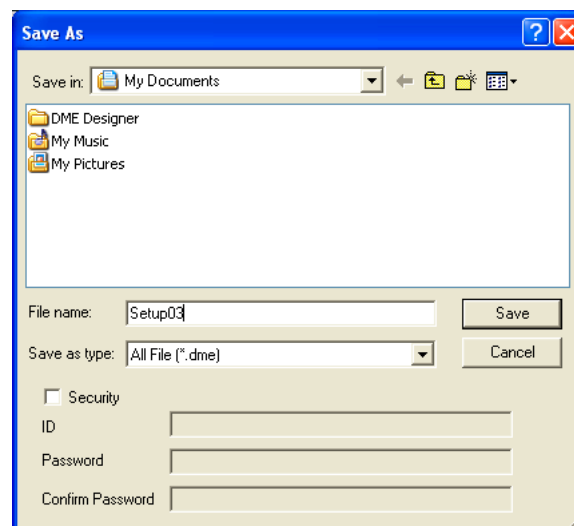 Save As
Save in: My Documents
DME Designer
My Music
My Pictures
File name: Setup03 Save
Save as type: All File (*.dme) Cancel
Security
ID
Password
Confirm Password